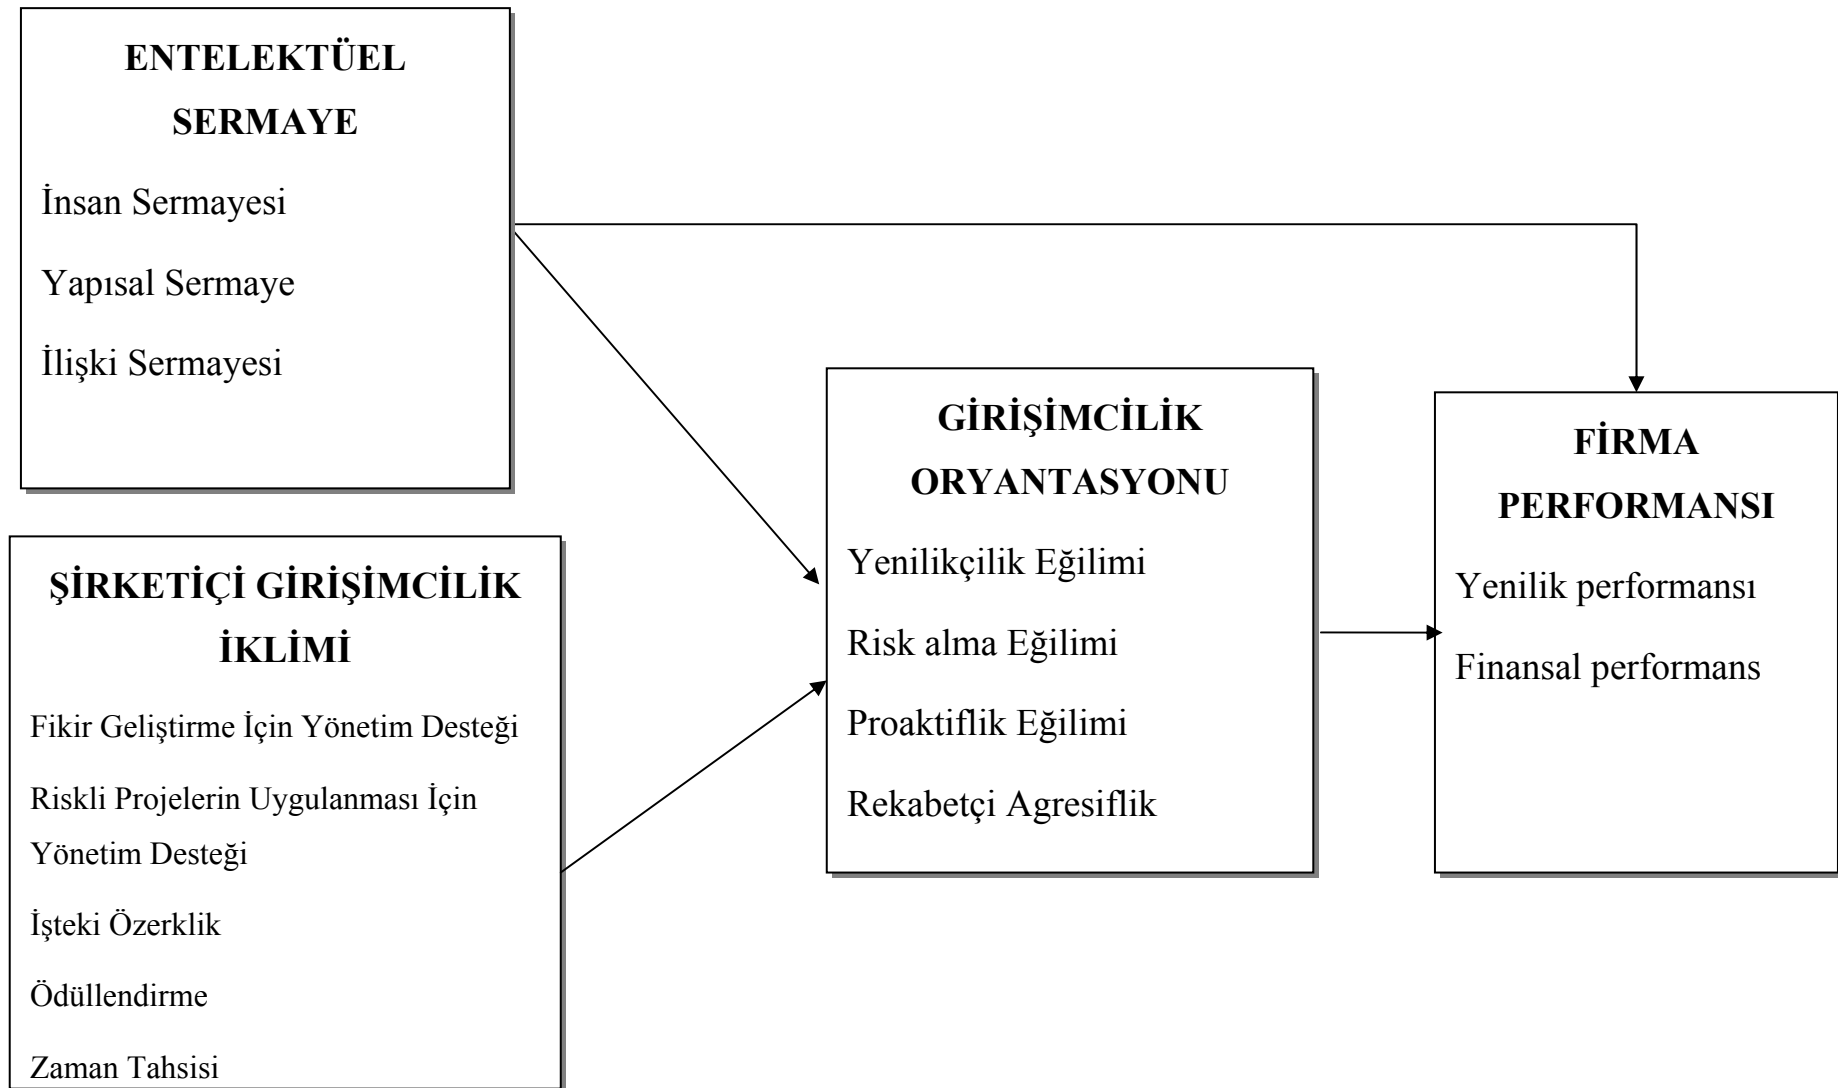 ENTELEKTÜEL
SERMAYE
İnsan Sermayesi
Yapısal Sermaye
İlişki Sermayesi
ŞİRKETİÇİ GİRİŞİMCİLİK
İKLİMİ
Fikir Geliştirme İçin Yönetim Desteği
Riskli Projelerin Uygulanması İçin
Yönetim Desteği
İşteki Özerklik
Ödüllendirme
Zaman Tahsisi
GİRİŞİMCİLİK
ORYANTASYONU
Yenilikçilik Eğilimi
Risk alma Eğilimi
Proaktiflik Eğilimi
Rekabetçi Agresiflik
FİRMA
PERFORMANSI
Yenilik performansı
Finansal performans